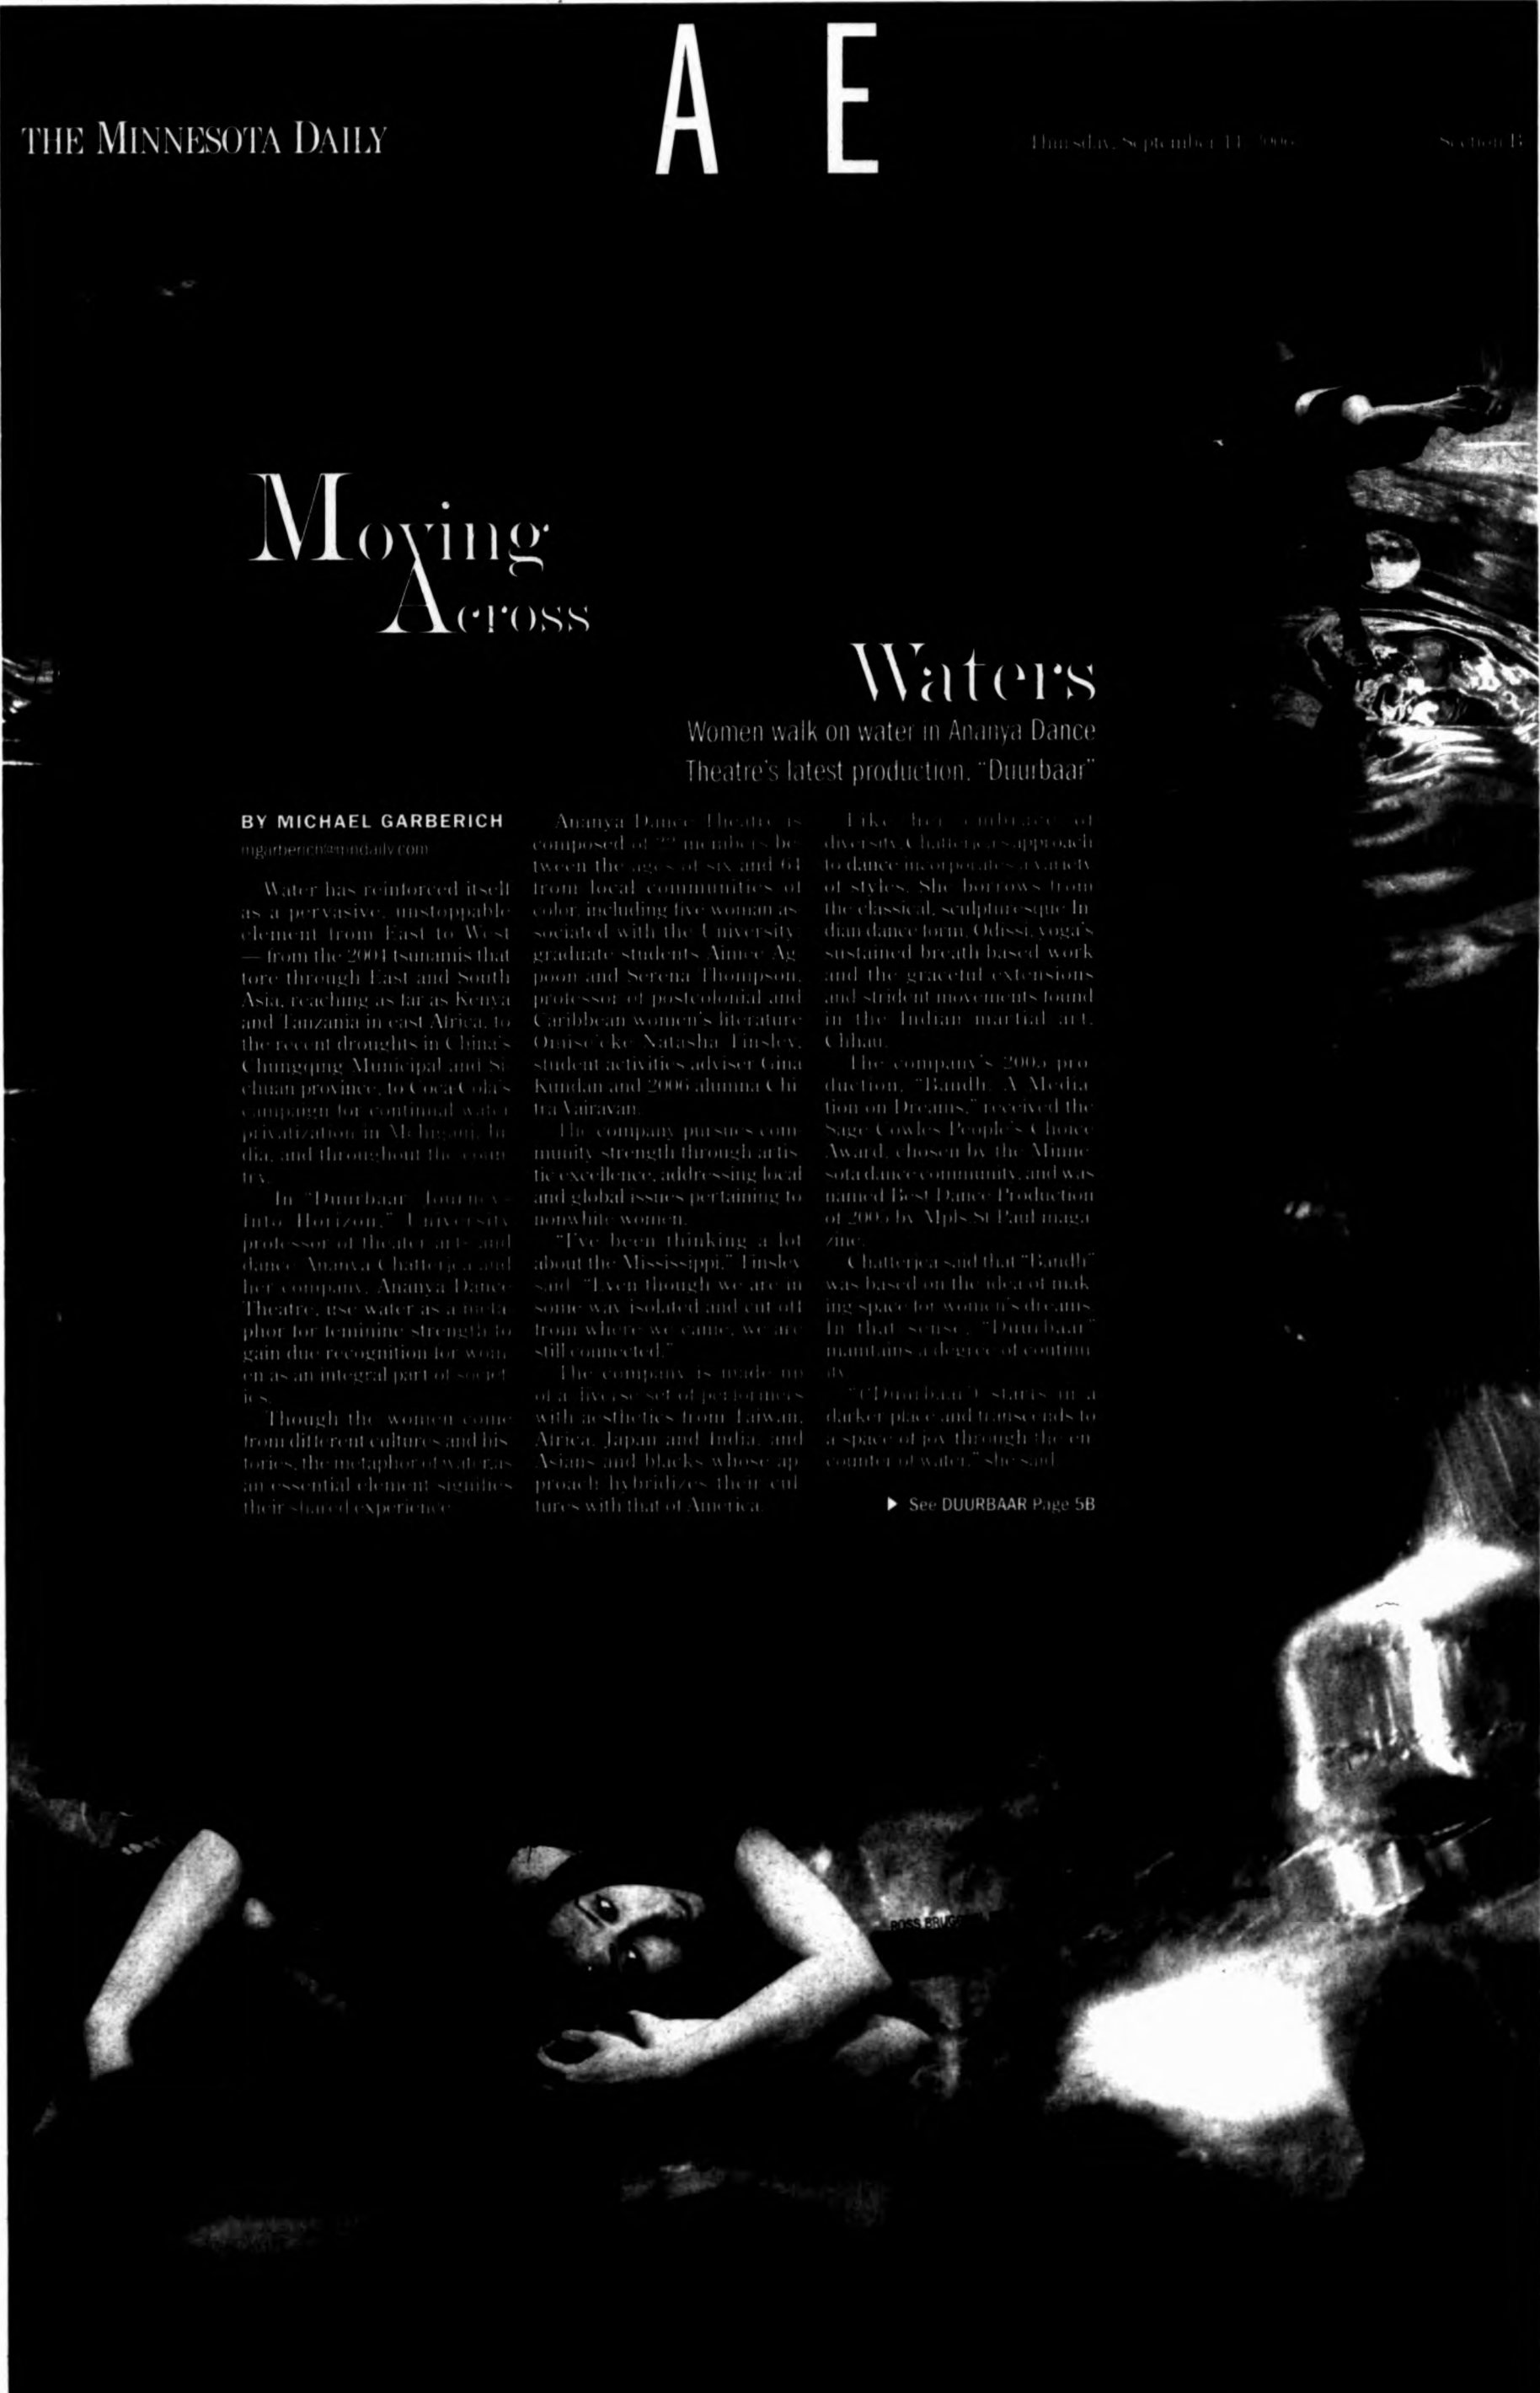 THE MINNESOTA DAILY
A E
Thursday, September 14, 2006
Section B
Moving
Across
Waters
Women walk on water in Ananya Dance
Theatre's latest production, "Duurbaar"
BY MICHAEL GARBERICH
mgarberich@mndaily.com
Water has reinforced itself
as a pervasive, unstoppable
element from East to West
— from the 2004 tsunamis that
tore through East and South
Asia, reaching as far as Kenya
and Tanzania in east Africa, to
the recent droughts in China's
Chungqing Municipal and Si
chuan province, to Coca Cola's
campaign for continual water
privatization in In
dia, and throughout the coun
try.
In "Duurbaar: Journeys
Into Horizon," University
professor of theater arts and
dance Ananya Chatterjea and
her company, Ananya Dance
Theatre, use water as a meta
phor for feminine strength to
gain due recognition for wom
en as an integral part of societ
ies.
Though the women come
from different cultures and his
tories, the metaphor of water as
an essential element signifies
their shared experience.
Ananya Dance Theatre is
composed of members be
tween the ages of six and 64
from local communities of
color, including five woman as
sociated with the University:
graduate students Aimee Ag
poon and Serena Thompson,
professor of postcolonial and
Caribbean women's literature
Omise'eke Natasha Tinsley,
student activities adviser Gina
Kundan and 2006 alumna Chi
tra Vairavan.
The company pursues com
munity strength through artis
tic excellence, addressing local
and global issues pertaining to
nonwhite women.
"I've been thinking a lot
about the Mississippi," Tinsley
said. "Even though we are in
some way isolated and cut off
from where we came, we are
still connected."
The company is made up
of a diverse set of performers
with aesthetics from Taiwan,
Africa, Japan and India, and
Asians and blacks whose ap
proach hybridizes their cul
tures with that of America.
Like her embrace of
diversity, Chatterjea's approach
to dance incorporates a variety
of styles. She borrows from
the classical, sculpturesque In
dian dance form, Odissi, yoga's
sustained breath based work
and the graceful extensions
and strident movements found
in the Indian martial art,
Chhau.
The company's 2005 pro
duction, "Bandh: A Media
tion on Dreams," received the
Sage Cowles People's Choice
Award, chosen by the Minne
sota dance community, and was
named Best Dance Production
of 2005 by Mpls.St Paul maga
zine.
Chatterjea said that "Bandh"
was based on the idea of mak
ing space for women's dreams.
In that sense, "Duurbaar"
maintains a degree of continu
ity.
"('Duurbaar') starts in a
darker place and transcends to
a space of joy through the en
counter of water," she said.
▶ See DUURBAAR Page 5B
ROSS